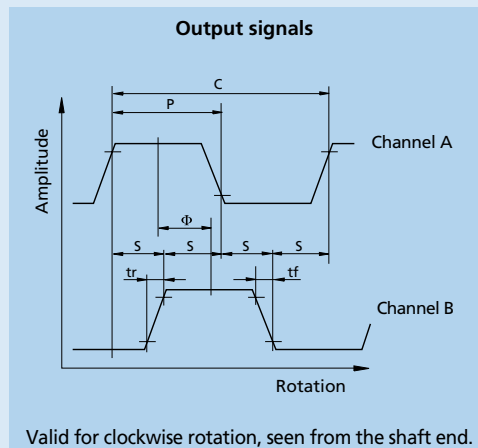 Output signals
C
P
Channel A
Amplitude
Φ
S S S S
tr tf
Channel B
Rotation
Valid for clockwise rotation, seen from the shaft end.